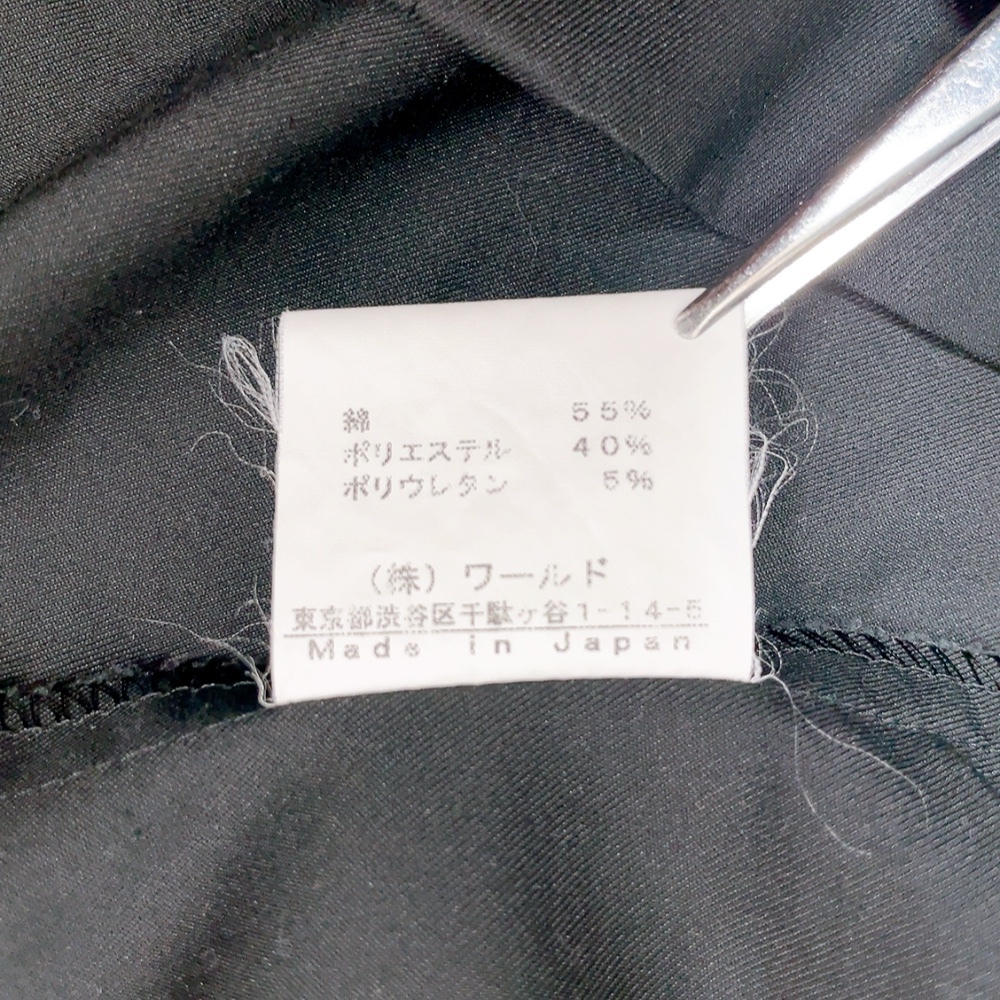 綿 55%
ポリエステル 40%
ポリウレタン 5%
(株)ワールド
東京都渋谷区千駄ヶ谷1-14-5
Made in Japan